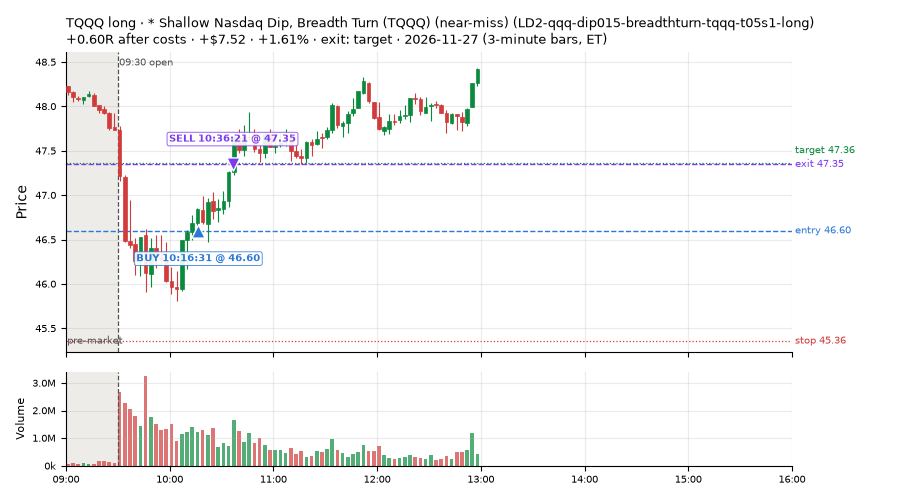 TQQQ long · * Shallow Nasdaq Dip, Breadth Turn (TQQQ) (near-miss) (LD2-qqq-dip015-breadthturn-tqqq-t05s1-long)
+0.60R after costs · +$7.52 · +1.61% · exit: target · 2026-11-27 (3-minute bars, ET)
09:30 open
48.5
48.0
47.5
47.0
46.5
46.0
45.5
Price
SELL 10:36:21 @ 47.35
BUY 10:16:31 @ 46.60
target 47.36
exit 47.35
entry 46.60
stop 45.36
pre-market
3.0M
2.0M
1.0M
0k
Volume
09:00 10:00 11:00 12:00 13:00 14:00 15:00 16:00